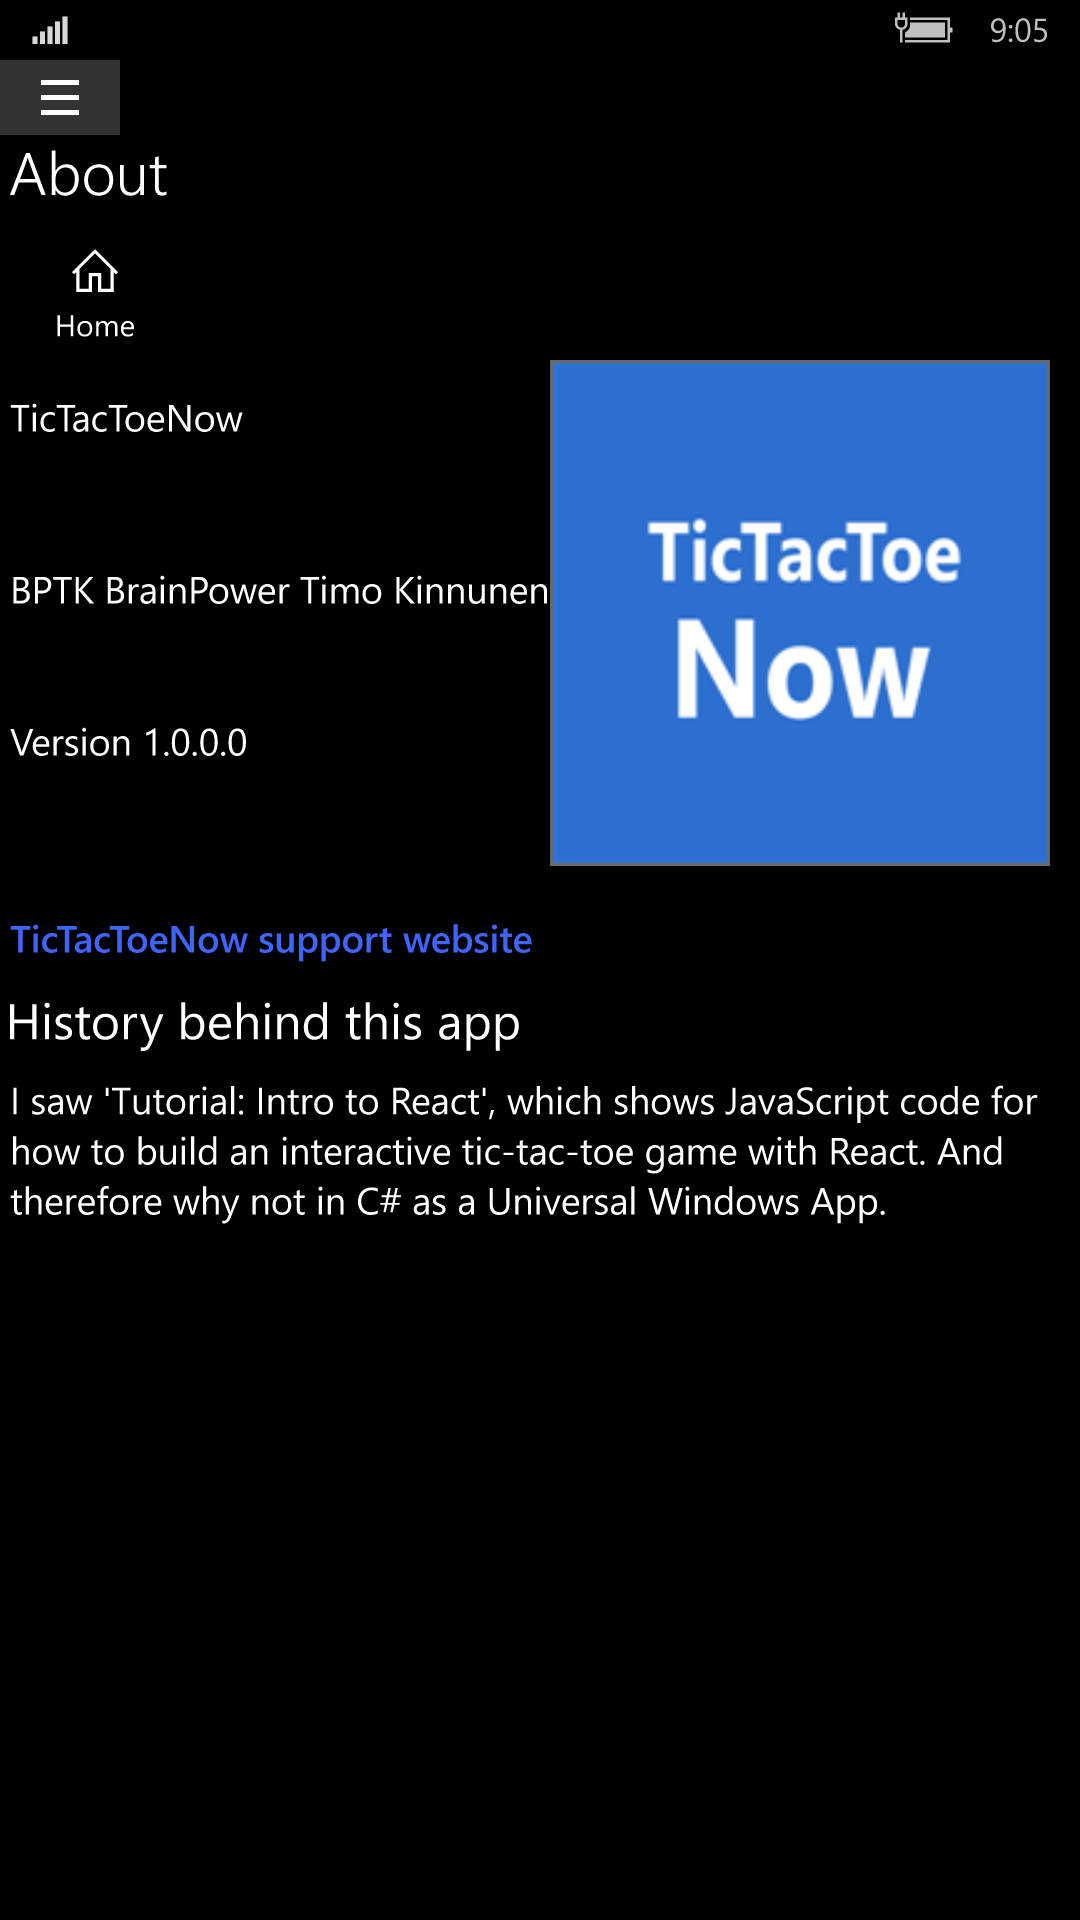 9:05
About
Home
TicTacToeNow
BPTK BrainPower Timo Kinnunen
Version 1.0.0.0
TicTacToe
Now
TicTacToeNow support website
History behind this app
I saw 'Tutorial: Intro to React', which shows JavaScript code for
how to build an interactive tic-tac-toe game with React. And
therefore why not in C# as a Universal Windows App.